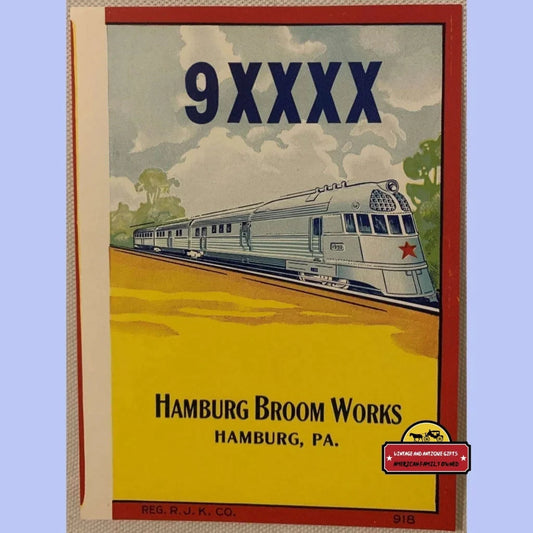 9XXXX
HAMBURG BROOM WORKS
HAMBURG, PA.
VINTAGE AND ANTIQUE GIFTS
AMERICAN FAMILY OWNED
REG. R. J. K. CO.
918